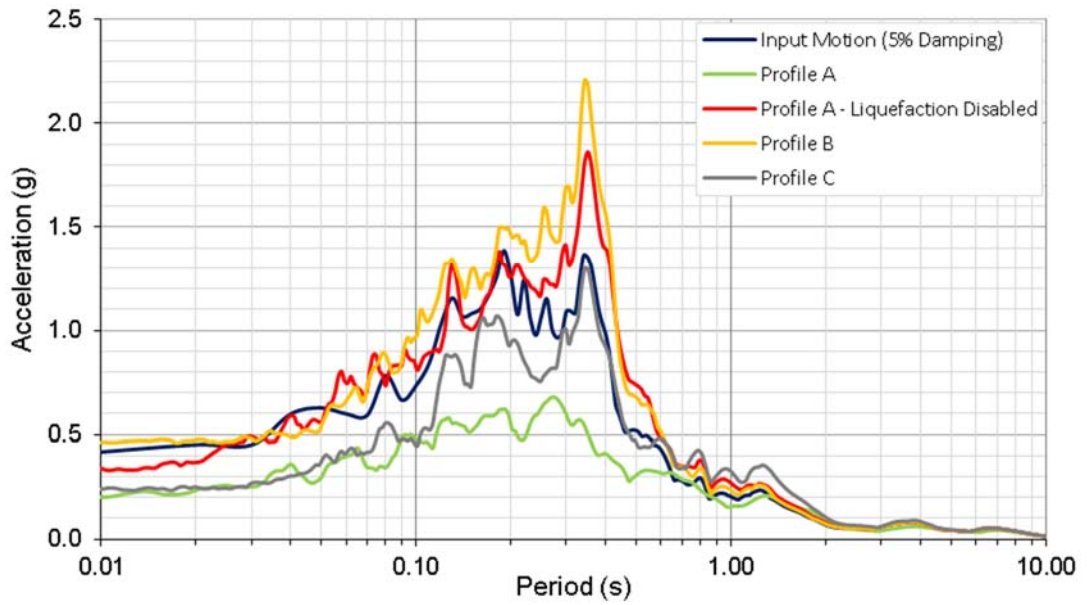 2.5
2.0
1.5
1.0
0.5
0.0
Acceleration (g)
Input Motion (5% Damping)
Profile A
Profile A - Liquefaction Disabled
Profile B
Profile C
0.01
0.10
1.00
10.00
Period (s)